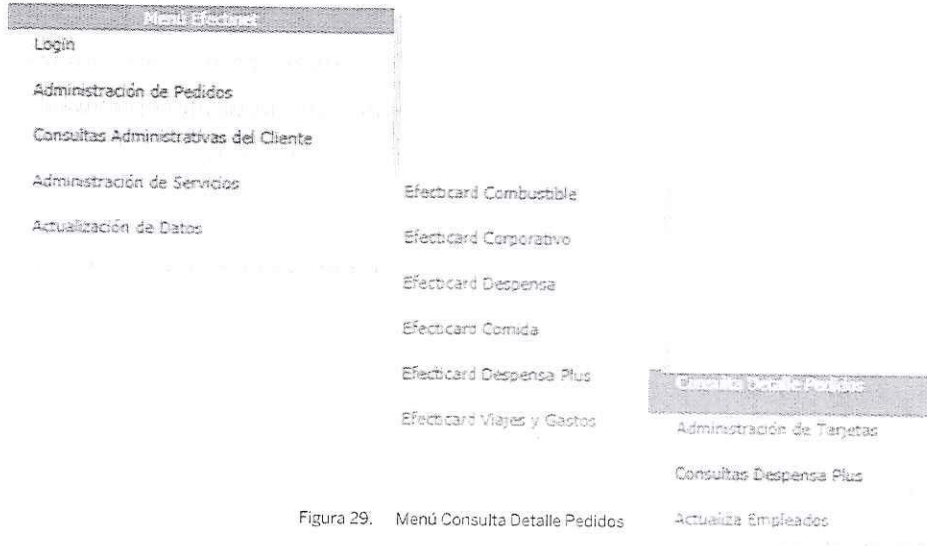 Menú Efectinet
Login
Administración de Pedidos
Consultas Administrativas del Cliente
Administración de Servicios
Actualización de Datos
Efecticard Combustible
Efecticard Corporativo
Efecticard Despensa
Efecticard Comida
Efecticard Despensa Plus
Efecticard Viajes y Gastos
Consulta Detalle Pedidos
Administración de Tarjetas
Consultas Despensa Plus
Actualiza Empleados
Figura 29. Menú Consulta Detalle Pedidos